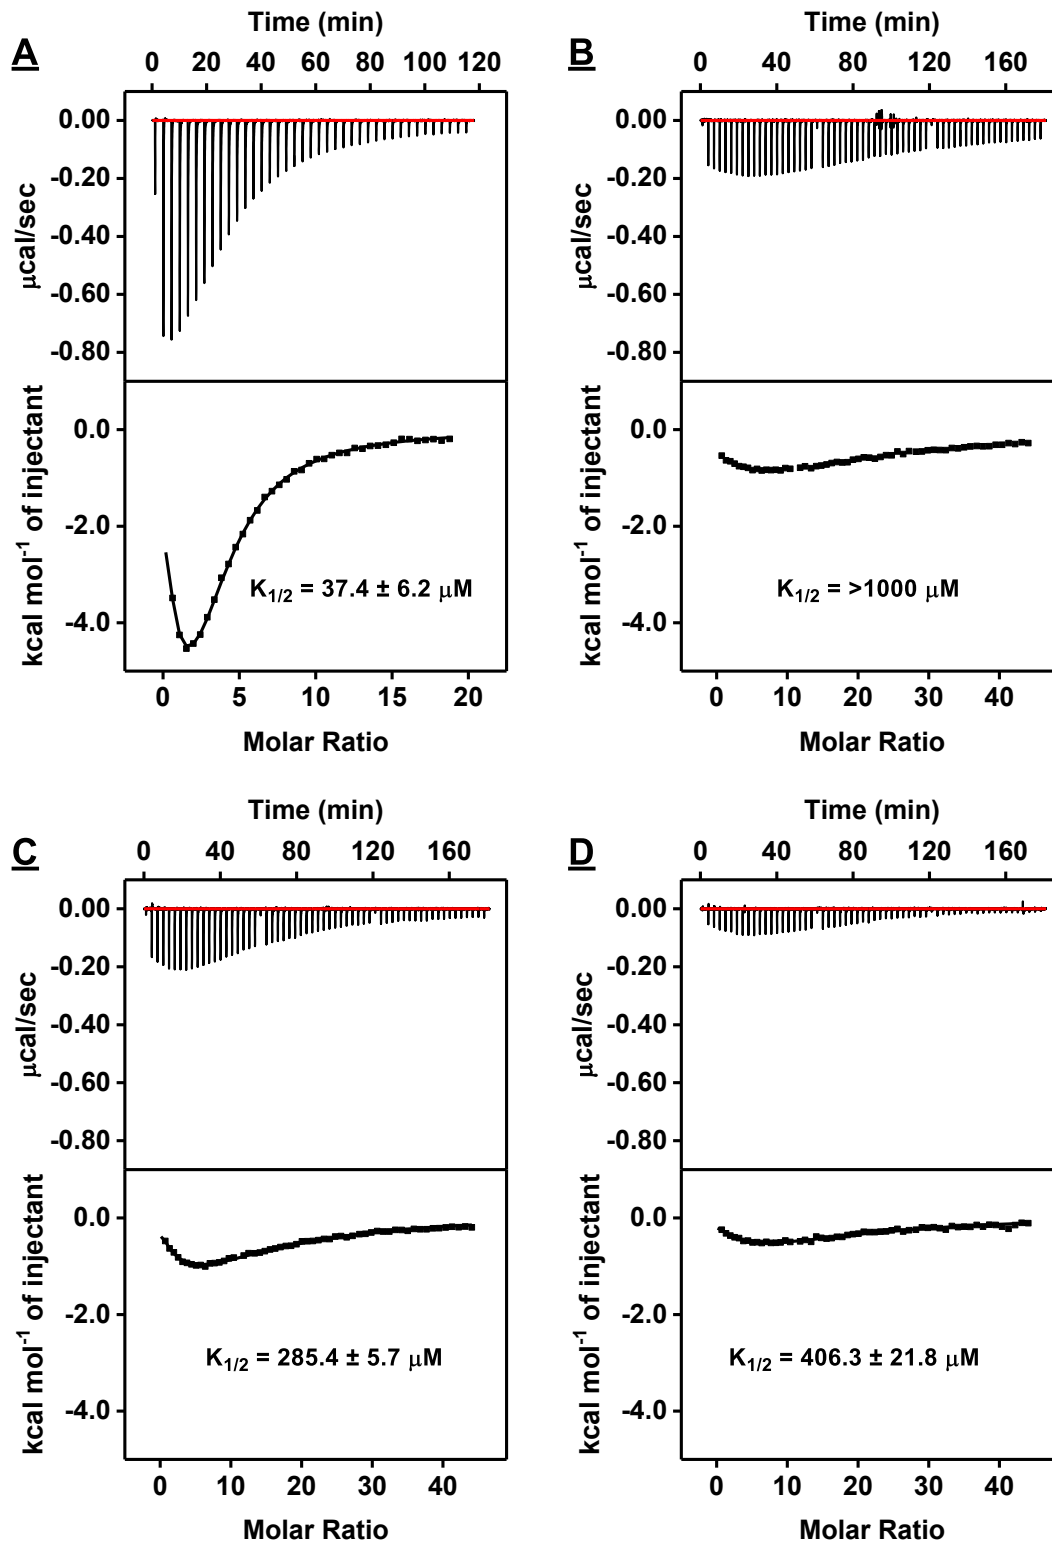 A
Time (min)
0 20 40 60 80 100 120
0.00
-0.20
-0.40
-0.60
-0.80
µcal/sec
0.0
-2.0
-4.0
kcal mol⁻¹ of injectant
K₁/₂ = 37.4 ± 6.2 µM
0 5 10 15 20
Molar Ratio
B
Time (min)
0 40 80 120 160
0.00
-0.20
-0.40
-0.60
-0.80
µcal/sec
0.0
-2.0
-4.0
kcal mol⁻¹ of injectant
K₁/₂ = >1000 µM
0 10 20 30 40
Molar Ratio
C
Time (min)
0 40 80 120 160
0.00
-0.20
-0.40
-0.60
-0.80
µcal/sec
0.0
-2.0
-4.0
kcal mol⁻¹ of injectant
K₁/₂ = 285.4 ± 5.7 µM
0 10 20 30 40
Molar Ratio
D
Time (min)
0 40 80 120 160
0.00
-0.20
-0.40
-0.60
-0.80
µcal/sec
0.0
-2.0
-4.0
kcal mol⁻¹ of injectant
K₁/₂ = 406.3 ± 21.8 µM
0 10 20 30 40
Molar Ratio